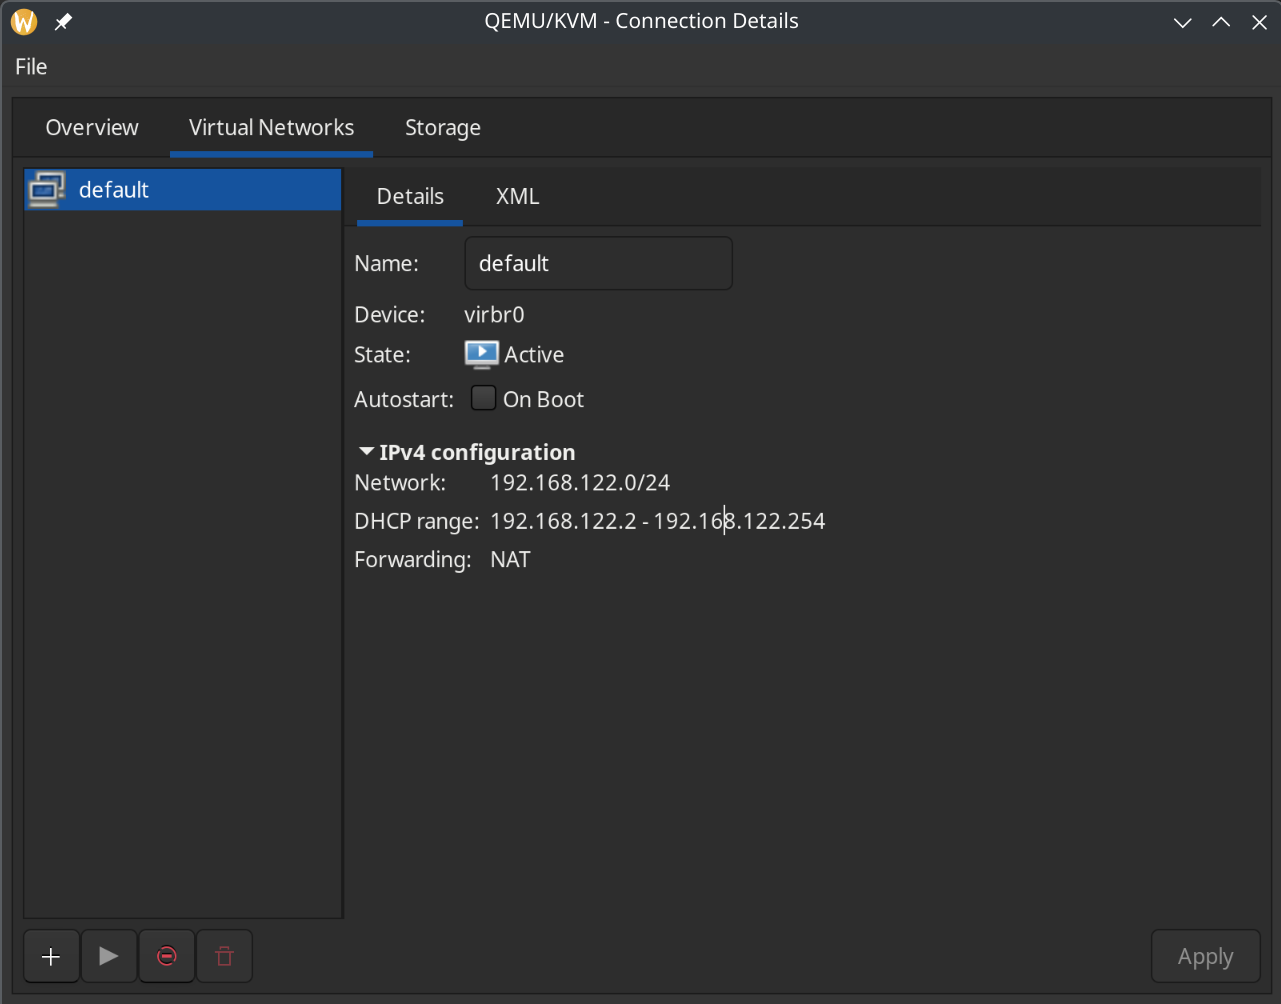 QEMU/KVM - Connection Details
File
Overview Virtual Networks Storage
default
Details XML
Name: default
Device: virbr0
State: Active
Autostart: On Boot
IPv4 configuration
Network: 192.168.122.0/24
DHCP range: 192.168.122.2 - 192.168.122.254
Forwarding: NAT
Apply